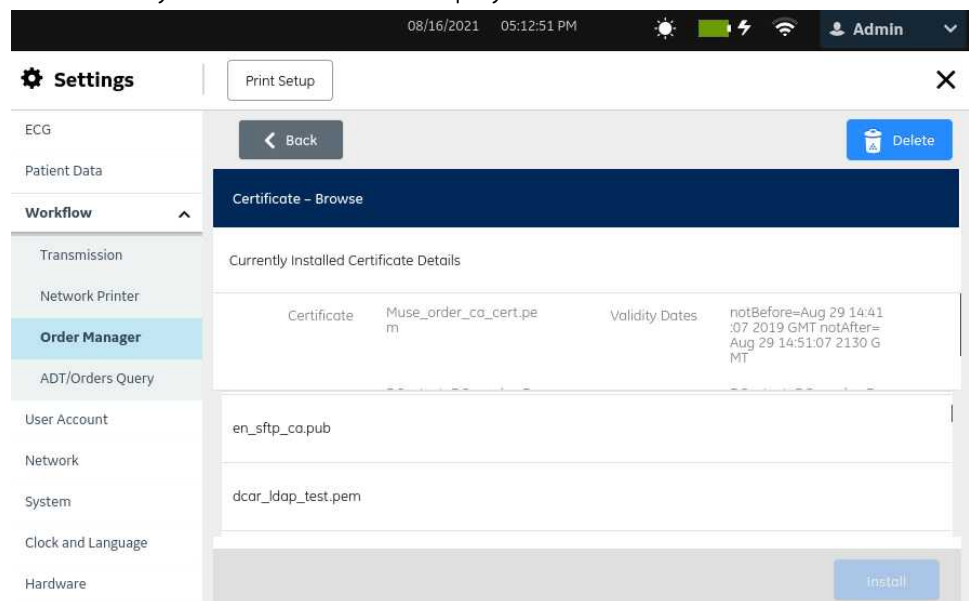 08/16/2021 05:12:51 PM Admin
Settings
Print Setup
ECG
Back
Delete
Patient Data
Certificate – Browse
Workflow
Transmission
Currently Installed Certificate Details
Network Printer
Certificate
Muse_order_ca_cert.pe
m
Validity Dates
notBefore=Aug 29 14:41
:07 2019 GMT notAfter=
Aug 29 14:51:07 2130 G
MT
Order Manager
ADT/Orders Query
User Account
en_sftp_ca.pub
Network
System
dcar_ldap_test.pem
Clock and Language
Hardware
Install